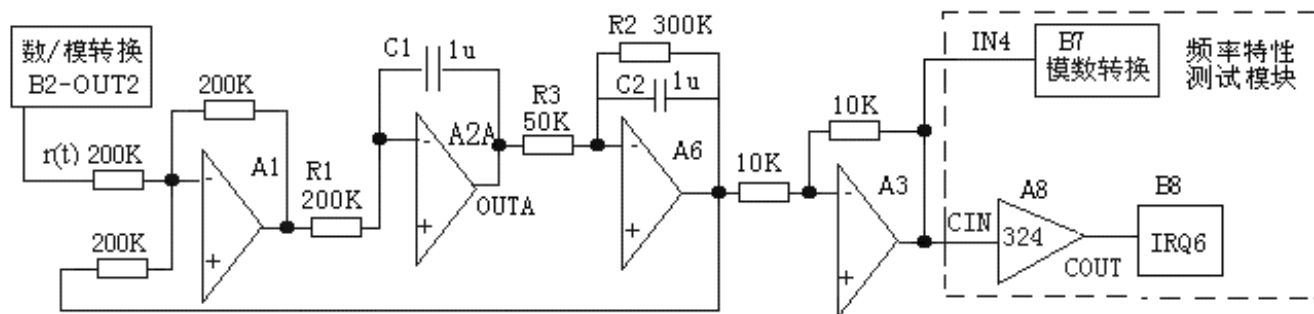 数/模转换
B2-OUT2
r(t)
200K
200K
200K
A1
R1
200K
C1
1u
A2A
OUTA
R3
50K
R2 300K
C2
1u
A6
10K
10K
A3
IN4
B7
模数转换
频率特性
测试模块
CIN
A8
324
COUT
B8
IRQ6
-
+
-
+
-
+
-
+